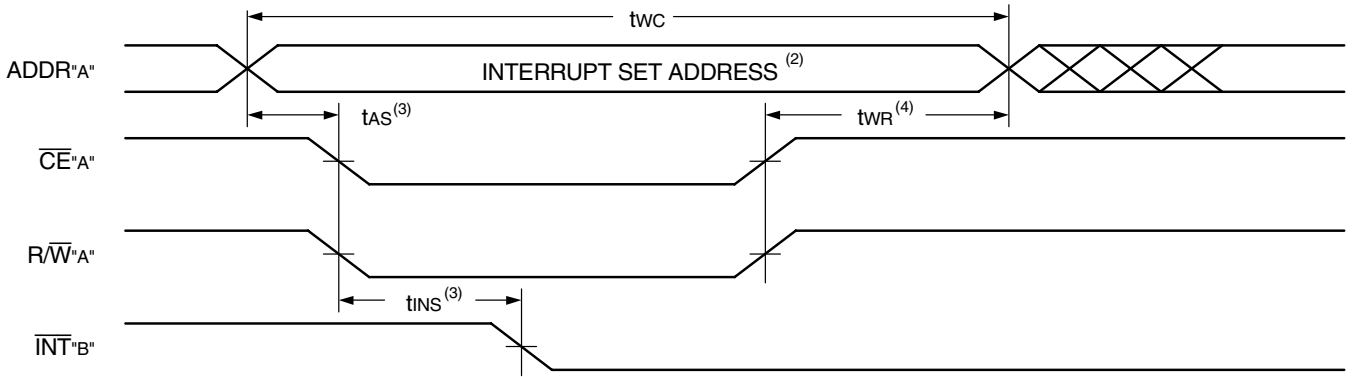 tWC
ADDR"A"
INTERRUPT SET ADDRESS (2)
tAS(3)
tWR(4)
CE"A"
R/W"A"
tINS(3)
INT"B"